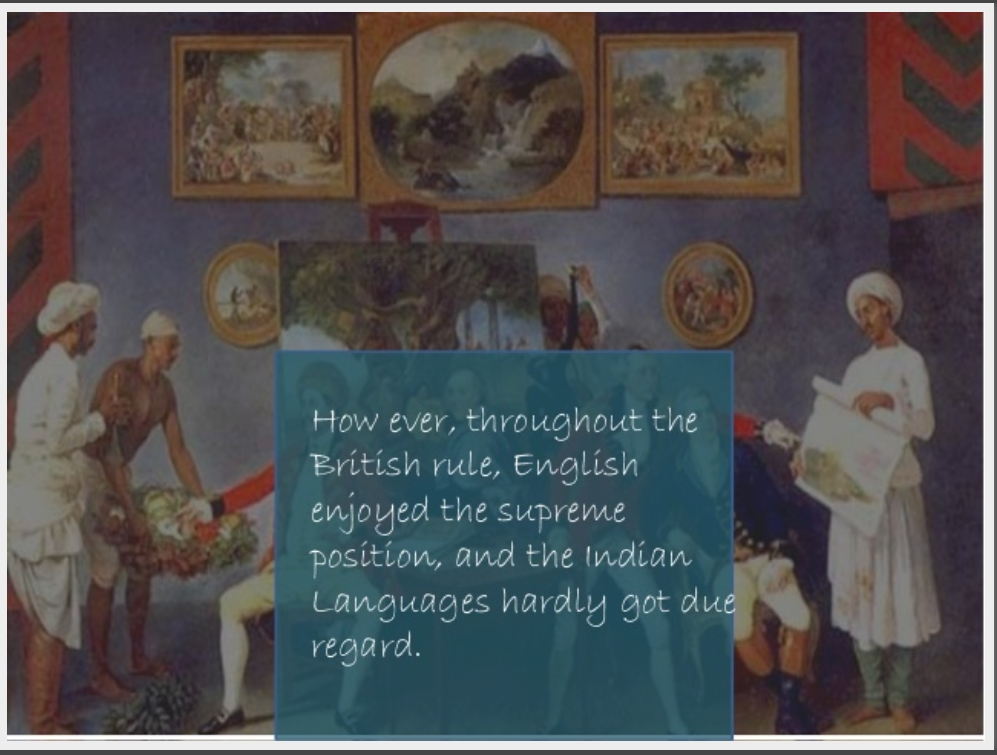 How ever, throughout the
British rule, English
enjoyed the supreme
position, and the Indian
Languages hardly got due
regard.